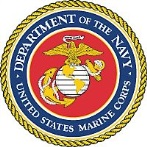 DEPARTMENT OF THE NAVY
UNITED STATES MARINE CORPS